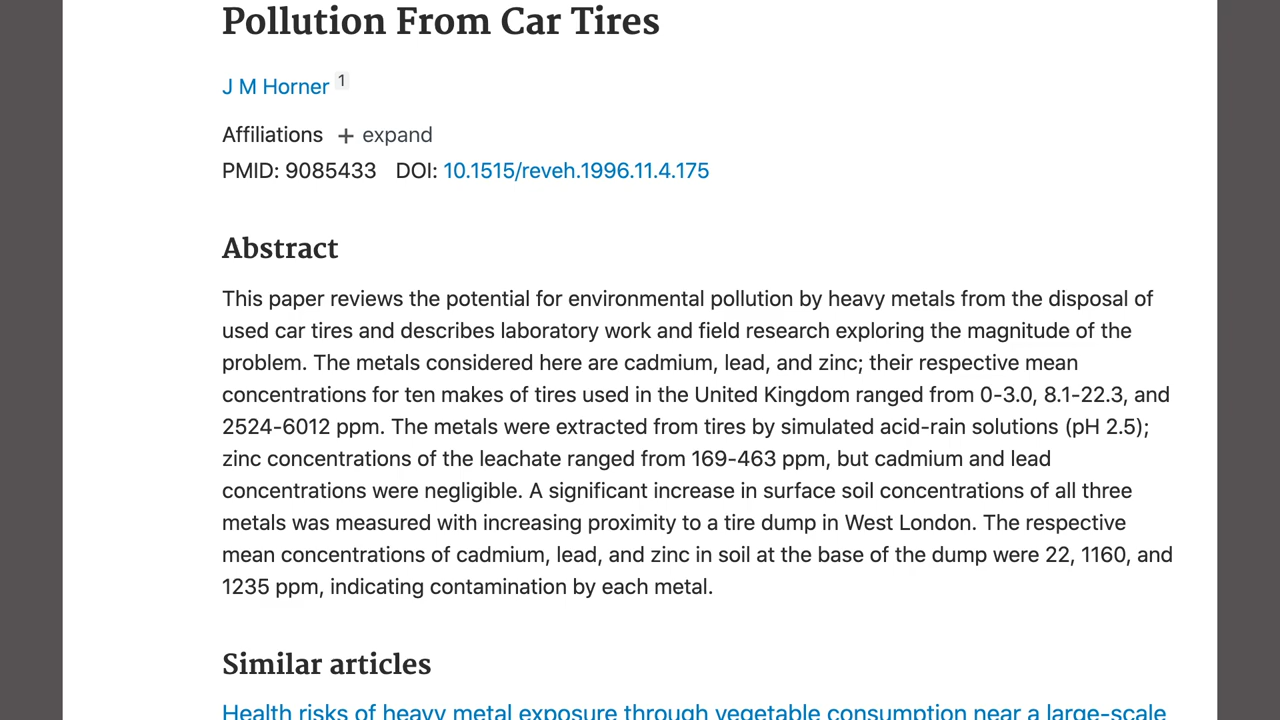 Pollution From Car Tires
J M Horner 1
Affiliations + expand
PMID: 9085433 DOI: 10.1515/reveh.1996.11.4.175
Abstract
This paper reviews the potential for environmental pollution by heavy metals from the disposal of
used car tires and describes laboratory work and field research exploring the magnitude of the
problem. The metals considered here are cadmium, lead, and zinc; their respective mean
concentrations for ten makes of tires used in the United Kingdom ranged from 0-3.0, 8.1-22.3, and
2524-6012 ppm. The metals were extracted from tires by simulated acid-rain solutions (pH 2.5);
zinc concentrations of the leachate ranged from 169-463 ppm, but cadmium and lead
concentrations were negligible. A significant increase in surface soil concentrations of all three
metals was measured with increasing proximity to a tire dump in West London. The respective
mean concentrations of cadmium, lead, and zinc in soil at the base of the dump were 22, 1160, and
1235 ppm, indicating contamination by each metal.
Similar articles
Health risks of heavy metal exposure through vegetable consumption near a large-scale